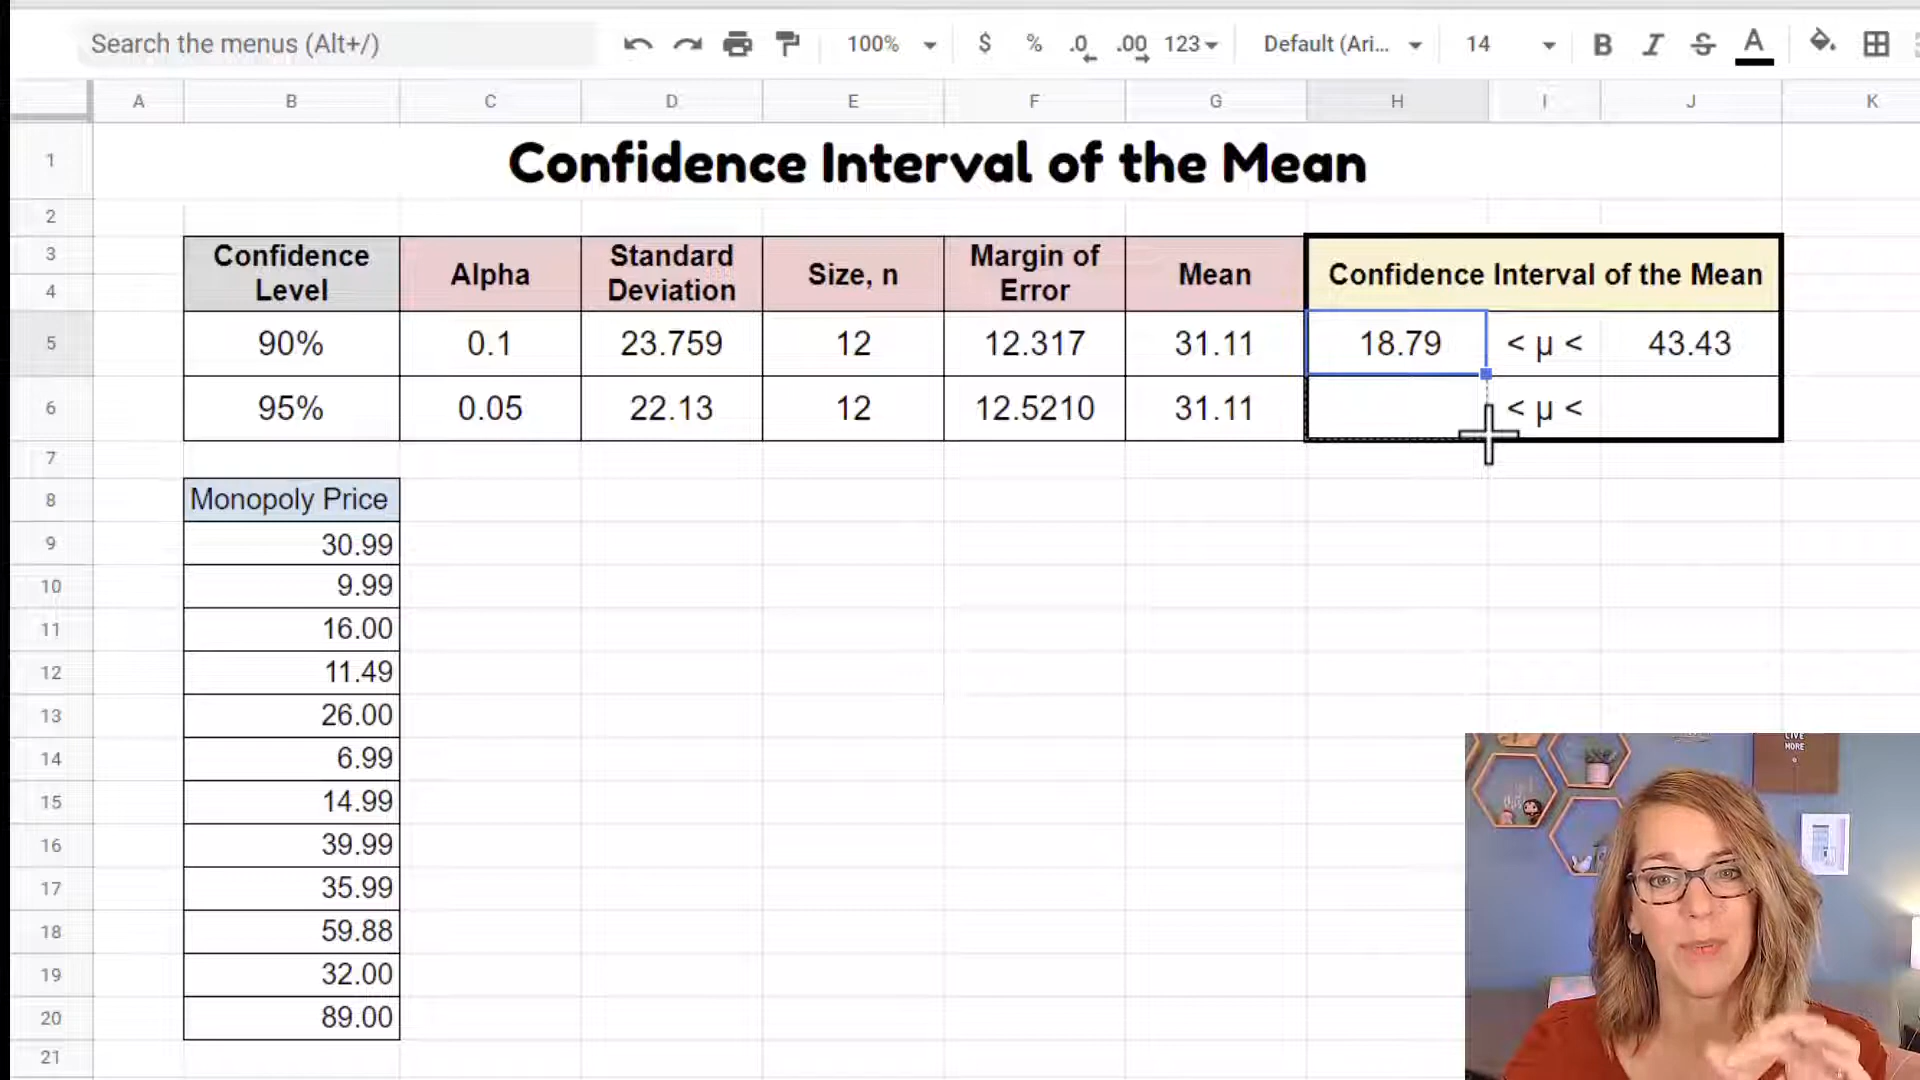 Search the menus (Alt+/)
100% $ % .0 .00 123 Default (Ari... 14 B I S A
A B C D E F G H I J K
1 Confidence Interval of the Mean
2
3 Confidence Level Alpha Standard Deviation Size, n Margin of Error Mean Confidence Interval of the Mean
4
5 90% 0.1 23.759 12 12.317 31.11 18.79 < μ < 43.43
6 95% 0.05 22.13 12 12.5210 31.11 < μ <
7
8 Monopoly Price
9 30.99
10 9.99
11 16.00
12 11.49
13 26.00
14 6.99
15 14.99
16 39.99
17 35.99
18 59.88
19 32.00
20 89.00
21
LIVE
MORE